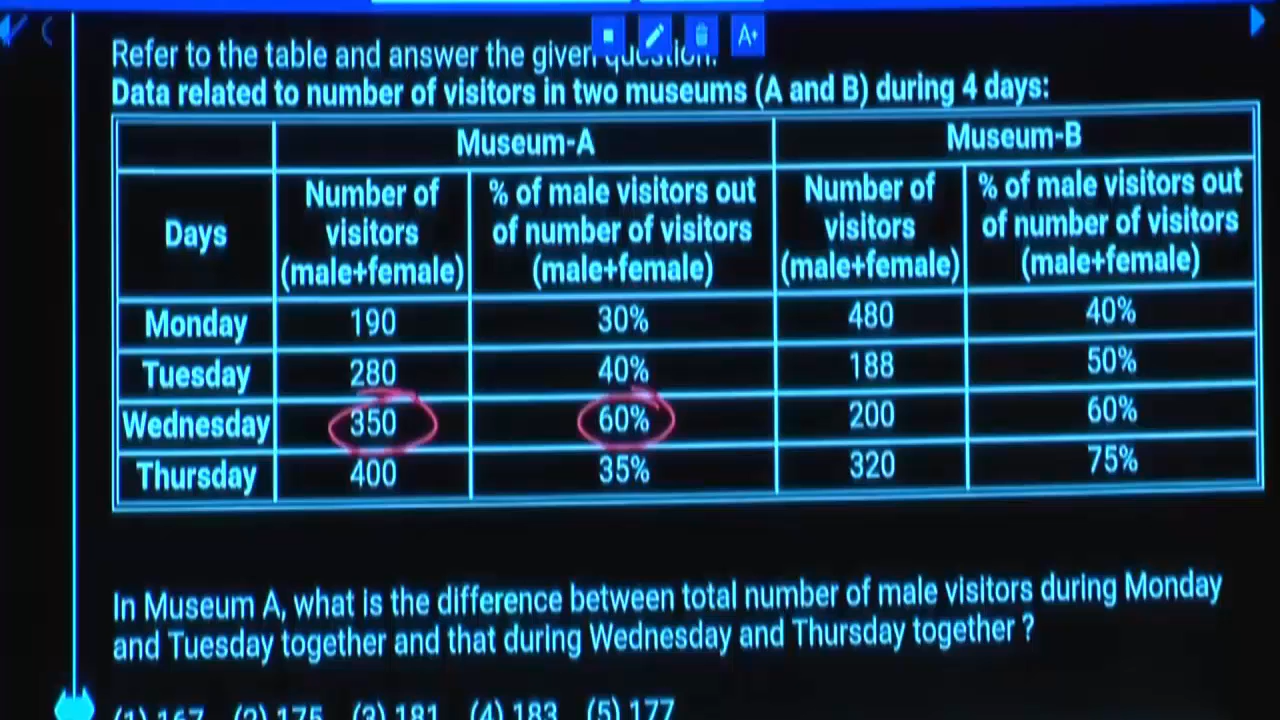 A+
Refer to the table and answer the given question.
Data related to number of visitors in two museums (A and B) during 4 days:
Museum-A Museum-B
Days Number of visitors (male+female) % of male visitors out of number of visitors (male+female) Number of visitors (male+female) % of male visitors out of number of visitors (male+female)
Monday 190 30% 480 40%
Tuesday 280 40% 188 50%
Wednesday 350 60% 200 60%
Thursday 400 35% 320 75%
In Museum A, what is the difference between total number of male visitors during Monday
and Tuesday together and that during Wednesday and Thursday together ?
(1) 167 (2) 175 (3) 181 (4) 183 (5) 177